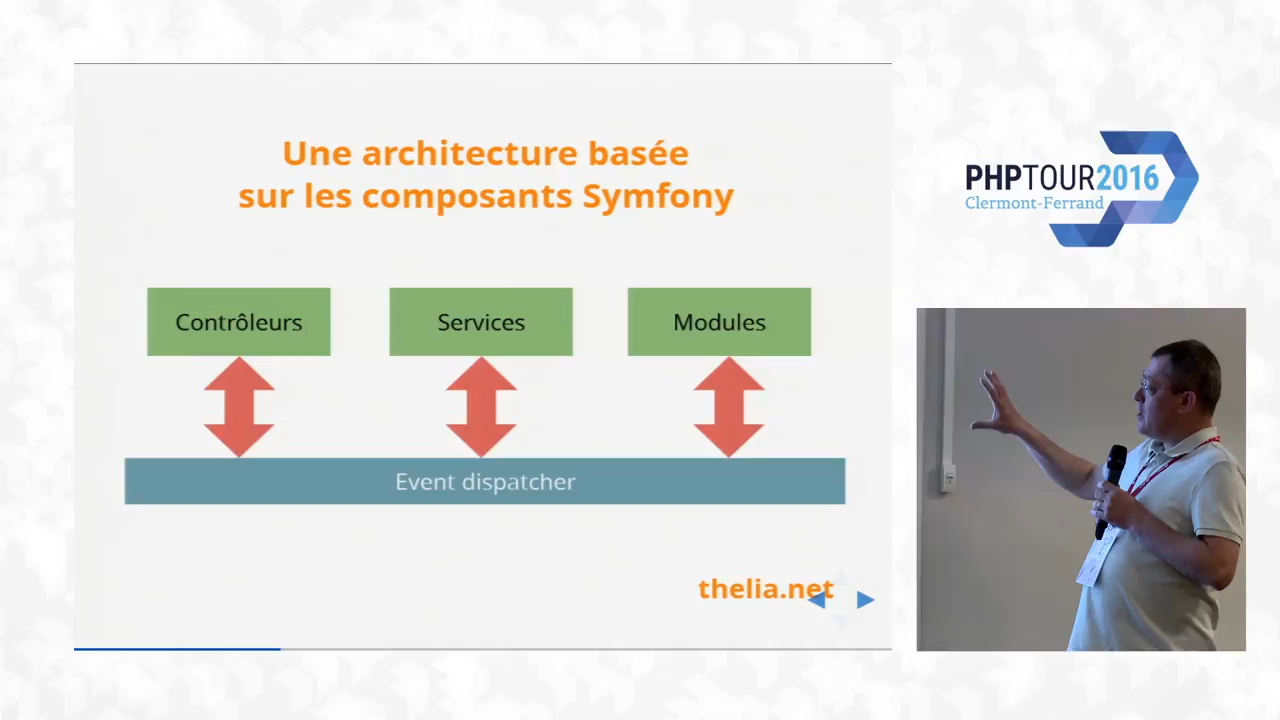 Une architecture basée
sur les composants Symfony
Contrôleurs
Services
Modules
Event dispatcher
thelia.net
PHPTOUR2016
Clermont-Ferrand